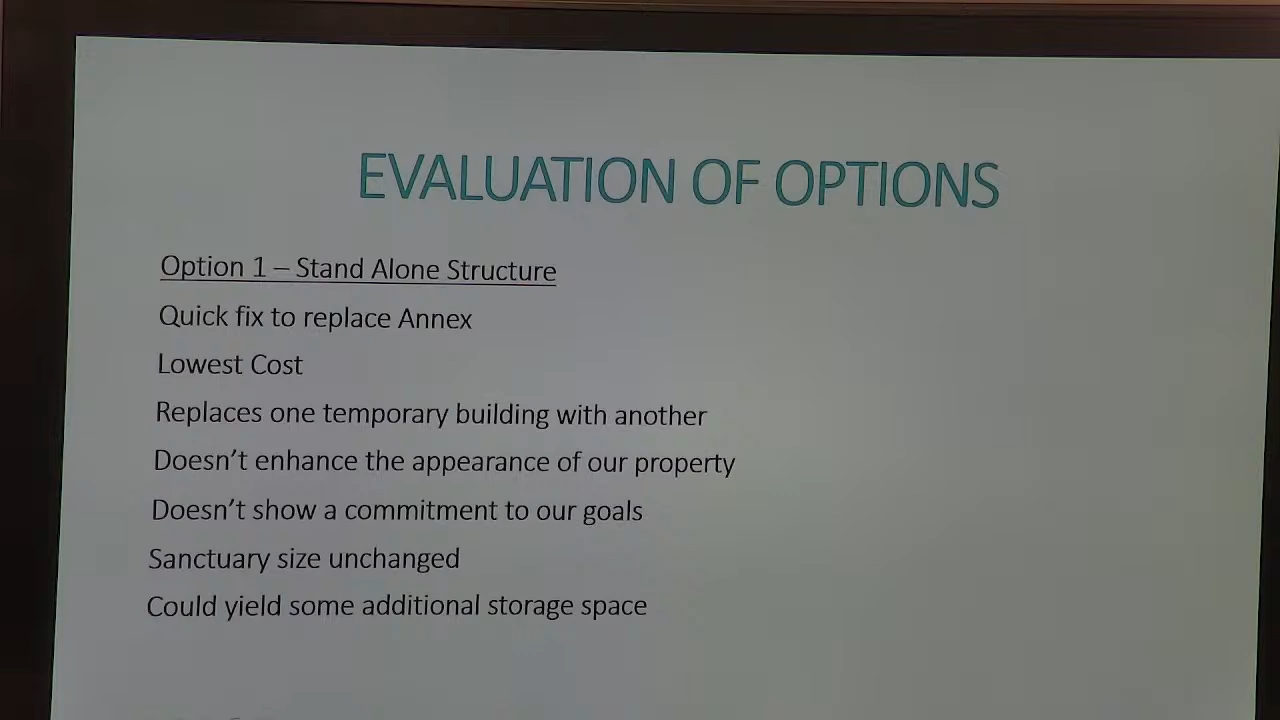 EVALUATION OF OPTIONS
Option 1 – Stand Alone Structure
Quick fix to replace Annex
Lowest Cost
Replaces one temporary building with another
Doesn’t enhance the appearance of our property
Doesn’t show a commitment to our goals
Sanctuary size unchanged
Could yield some additional storage space